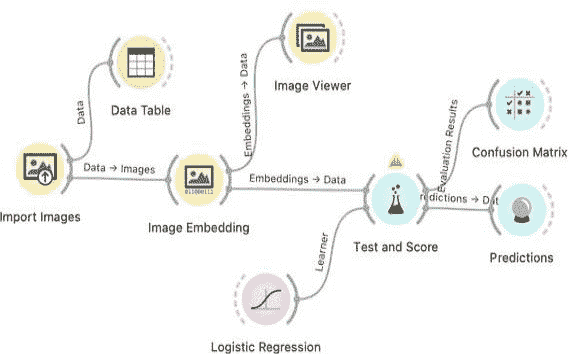 Image Viewer
Data Table
Data
Embeddings → Data
Evaluation Results
Confusion Matrix
Data → Images
Embeddings → Data
Import Images
Image Embedding
Learner
Test and Score
Predictions
Logistic Regression